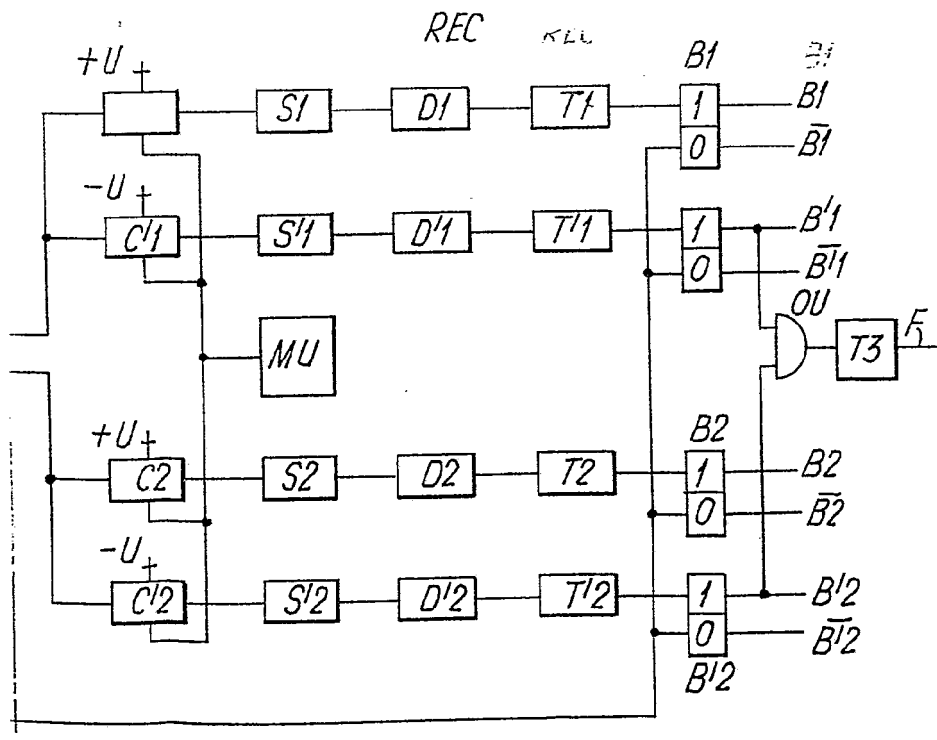 REC
B1
+U
S1 D1 T1 1 B1
0 B̅1̅
-U
C'1 S'1 D'1 T'1 1 B'1
0 B̅'̅1̅
OU
MU T3 F
B2
+U
C2 S2 D2 T2 1 B2
0 B̅2̅
-U
C'2 S'2 D'2 T'2 1 B'2
0 B̅'̅2̅
B'2